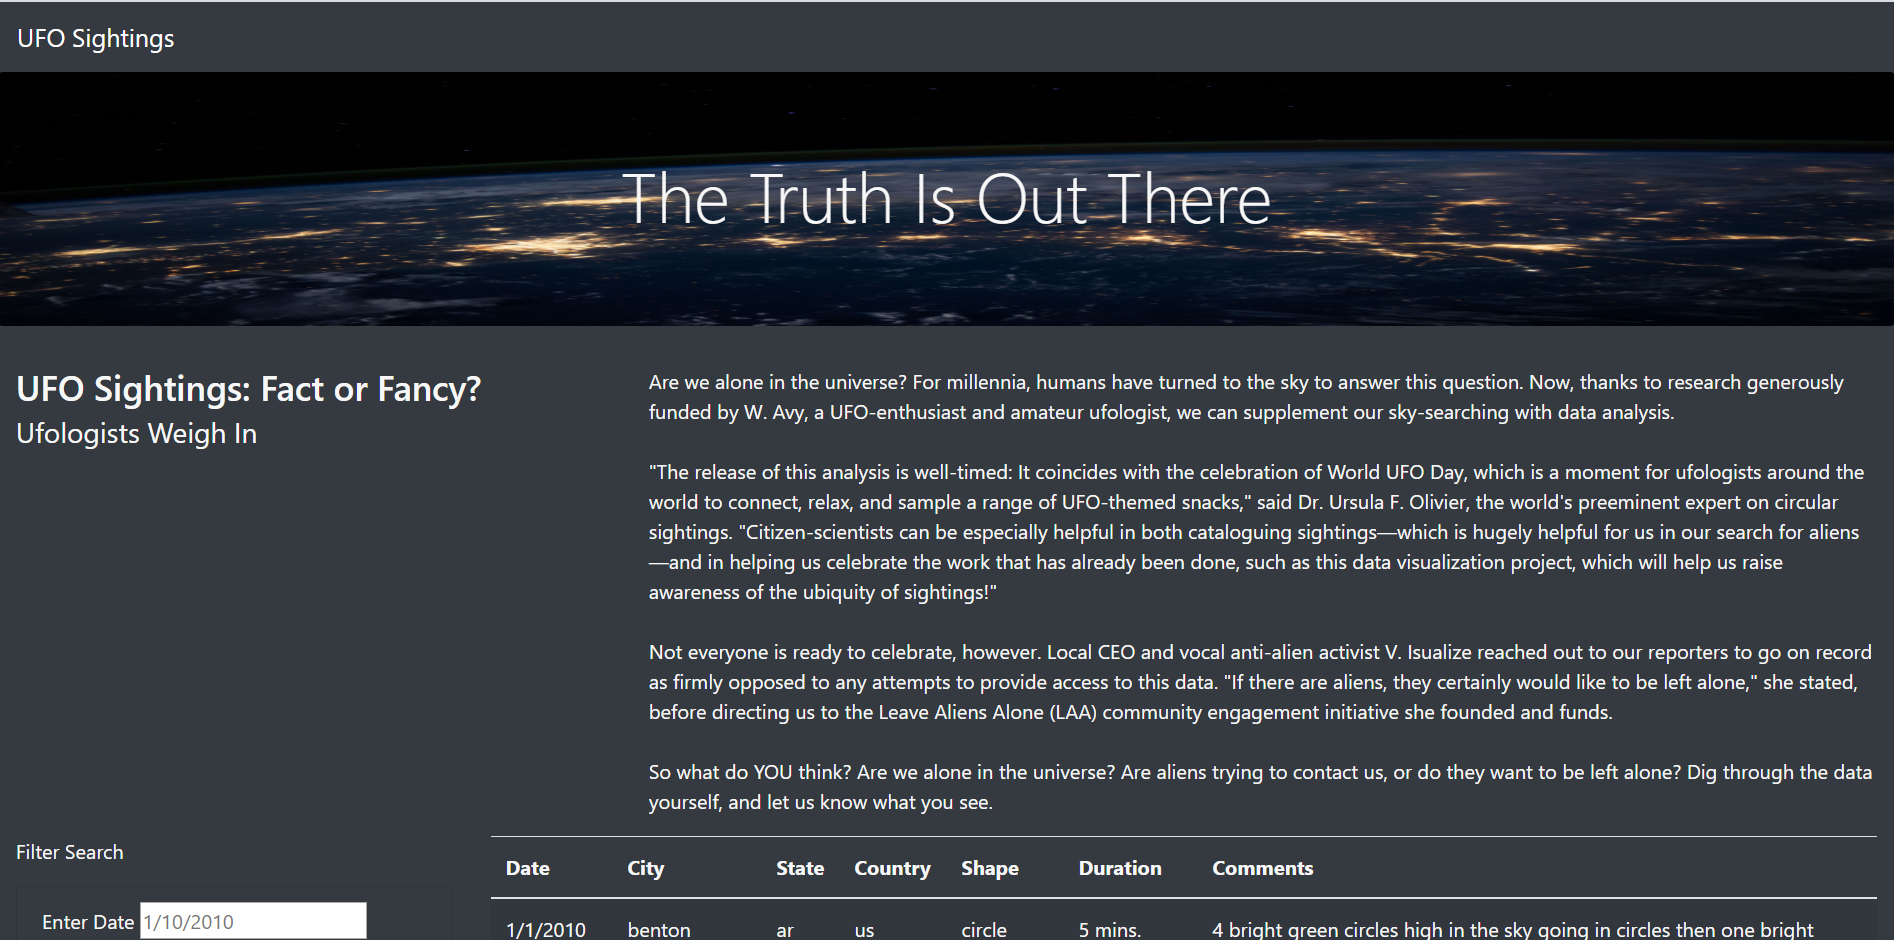 UFO Sightings
The Truth Is Out There
UFO Sightings: Fact or Fancy?
Ufologists Weigh In
Are we alone in the universe? For millennia, humans have turned to the sky to answer this question. Now, thanks to research generously
funded by W. Avy, a UFO-enthusiast and amateur ufologist, we can supplement our sky-searching with data analysis.
"The release of this analysis is well-timed: It coincides with the celebration of World UFO Day, which is a moment for ufologists around the
world to connect, relax, and sample a range of UFO-themed snacks," said Dr. Ursula F. Olivier, the world's preeminent expert on circular
sightings. "Citizen-scientists can be especially helpful in both cataloguing sightings—which is hugely helpful for us in our search for aliens
—and in helping us celebrate the work that has already been done, such as this data visualization project, which will help us raise
awareness of the ubiquity of sightings!"
Not everyone is ready to celebrate, however. Local CEO and vocal anti-alien activist V. Isualize reached out to our reporters to go on record
as firmly opposed to any attempts to provide access to this data. "If there are aliens, they certainly would like to be left alone," she stated,
before directing us to the Leave Aliens Alone (LAA) community engagement initiative she founded and funds.
So what do YOU think? Are we alone in the universe? Are aliens trying to contact us, or do they want to be left alone? Dig through the data
yourself, and let us know what you see.
Filter Search
Enter Date 1/10/2010
Date City State Country Shape Duration Comments
1/1/2010 benton ar us circle 5 mins. 4 bright green circles high in the sky going in circles then one bright